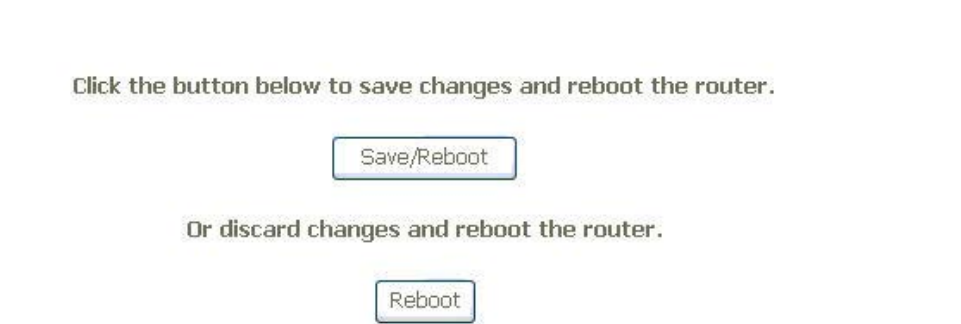 Click the button below to save changes and reboot the router.
Save/Reboot
Or discard changes and reboot the router.
Reboot